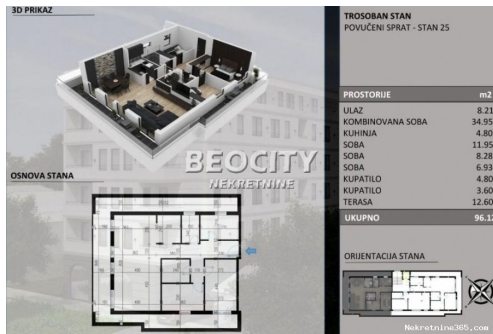 3D PRIKAZ
TROSOBAN STAN
POVUČENI SPRAT - STAN 25
PROSTORIJE m2
ULAZ 8.21
KOMBINOVANA SOBA 34.95
KUHINJA 4.80
SOBA 11.95
SOBA 8.28
SOBA 6.93
KUPATILO 4.80
KUPATILO 3.60
TERASA 12.60
UKUPNO 96.12
BEOCITY
NEKRETNINE
OSNOVA STANA
ORIJENTACIJA STANA
Nekretnine365.com